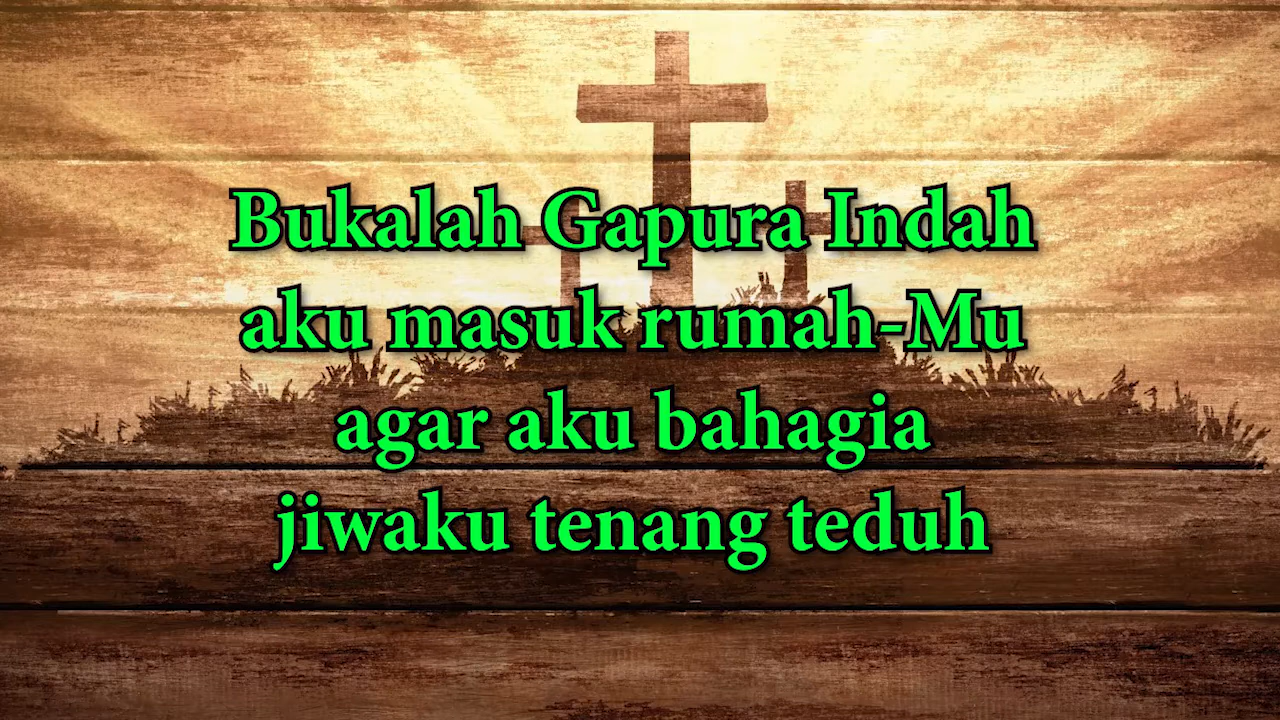 Bukalah Gapura Indah
aku masuk rumah-Mu
agar aku bahagia
jiwaku tenang teduh